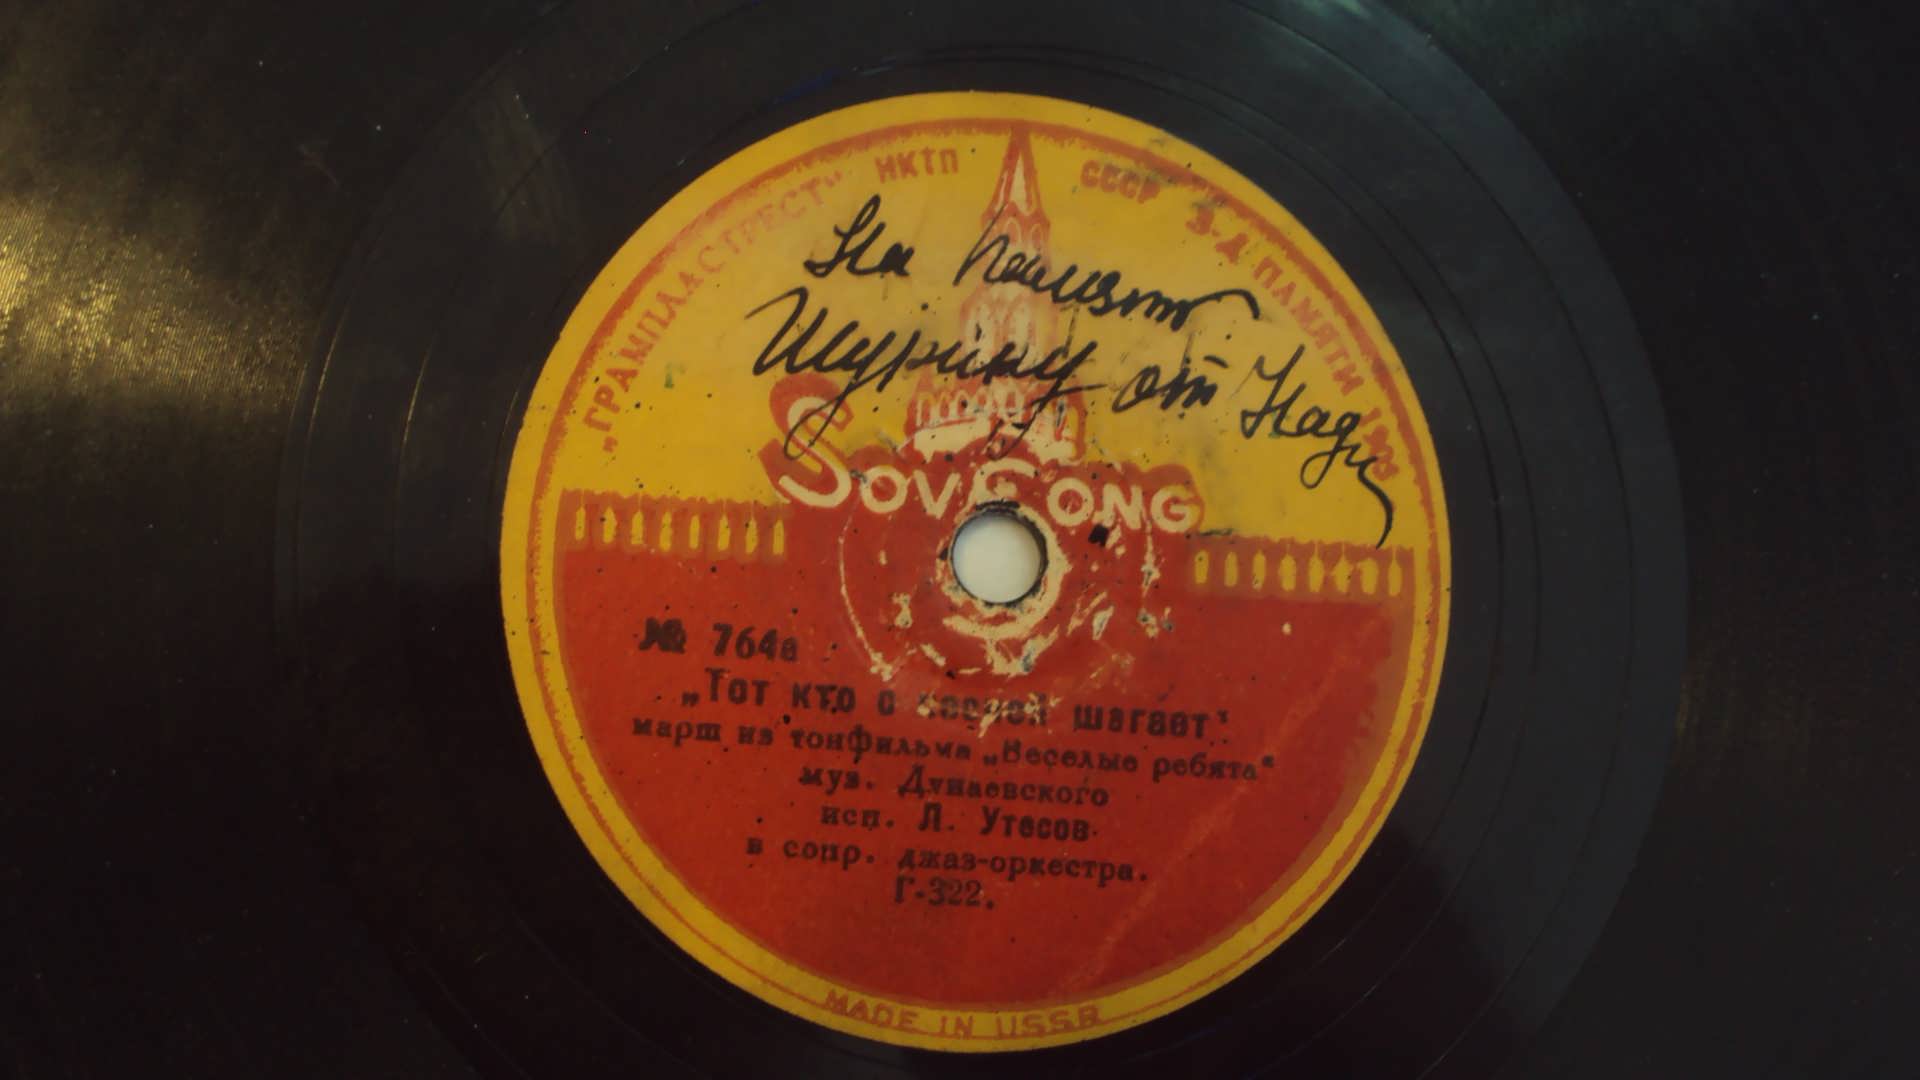 „ГРАМПЛАСТРЕСТ“ НКТП СССР З-Д ПАМЯТИ 1905
На память
Шурику от Нади
SovSong
№ 764а
„Тот кто с песней шагает“
марш из тонфильма „Веселые ребята“
муз. Дунаевского
исп. Л. Утесов
в сопр. джаз-оркестра.
Г-322.
MADE IN USSR